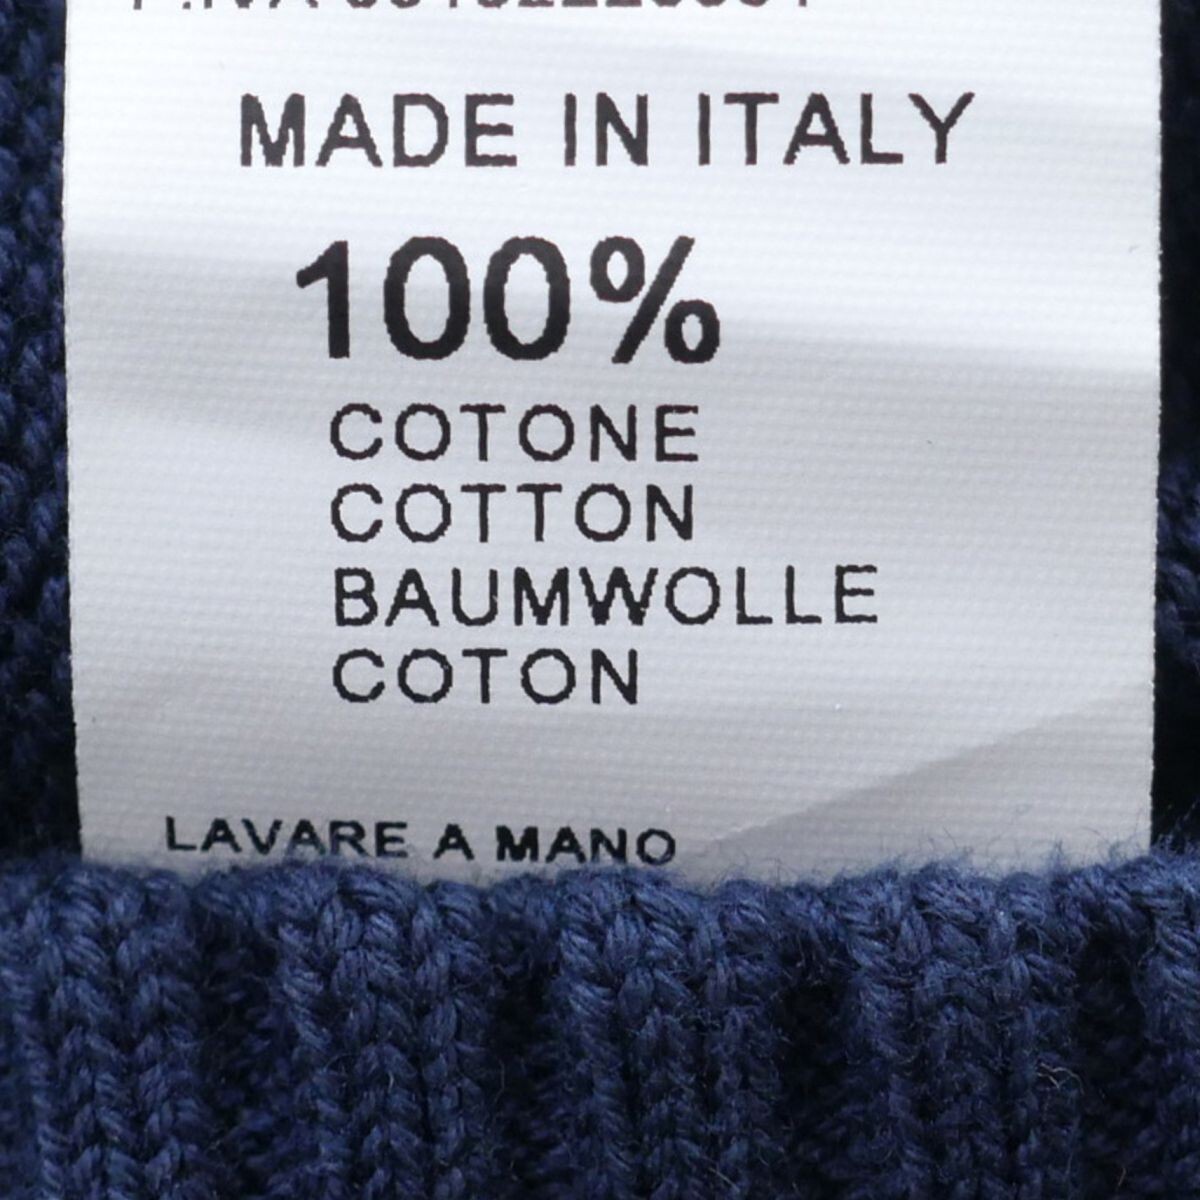 MADE IN ITALY
100%
COTONE
COTTON
BAUMWOLLE
COTON
LAVARE A MANO